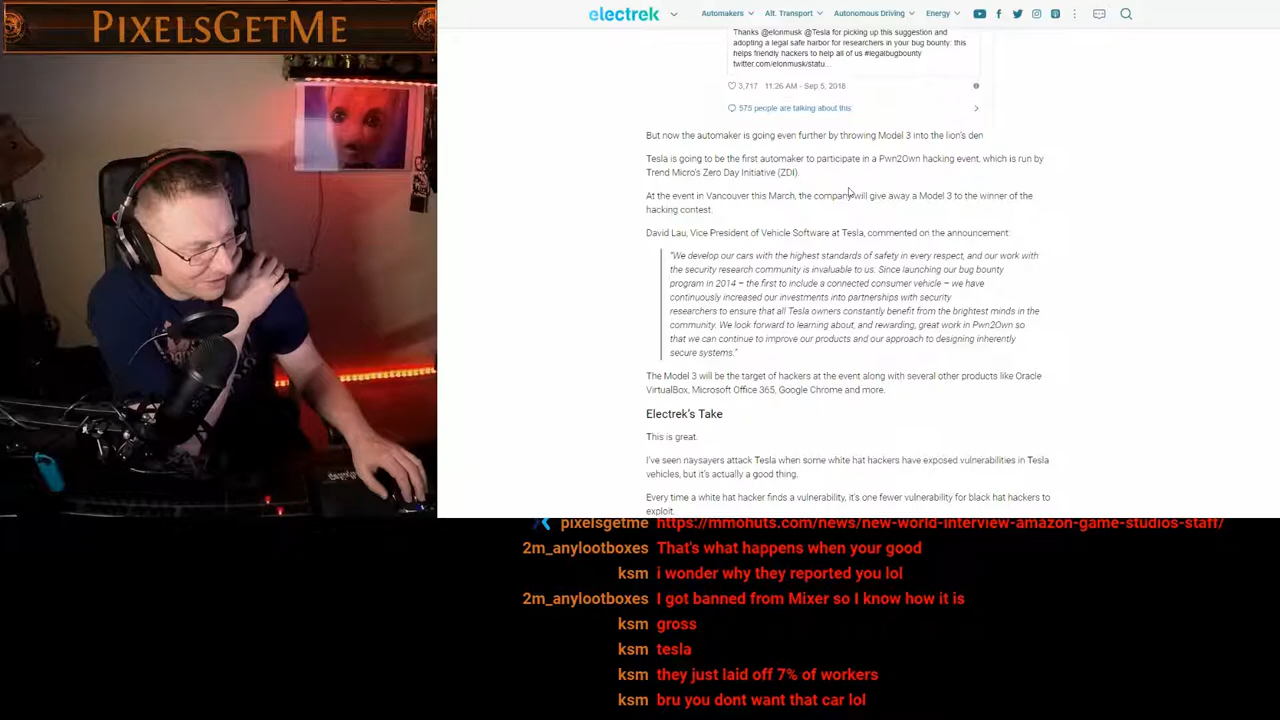 PIXELSGETME
electrek
Automakers
Alt. Transport
Autonomous Driving
Energy
Thanks @elonmusk @Tesla for picking up this suggestion and
adopting a legal safe harbor for researchers in your bug bounty: this
helps friendly hackers to help all of us #legalbugbounty
twitter.com/elonmusk/statu...
3,717 11:26 AM - Sep 5, 2018
575 people are talking about this
But now the automaker is going even further by throwing Model 3 into the lion's den
Tesla is going to be the first automaker to participate in a Pwn2Own hacking event, which is run by
Trend Micro's Zero Day Initiative (ZDI).
At the event in Vancouver this March, the company will give away a Model 3 to the winner of the
hacking contest.
David Lau, Vice President of Vehicle Software at Tesla, commented on the announcement:
"We develop our cars with the highest standards of safety in every respect, and our work with
the security research community is invaluable to us. Since launching our bug bounty
program in 2014 – the first to include a connected consumer vehicle – we have
continuously increased our investments into partnerships with security
researchers to ensure that all Tesla owners constantly benefit from the brightest minds in the
community. We look forward to learning about, and rewarding, great work in Pwn2Own so
that we can continue to improve our products and our approach to designing inherently
secure systems."
The Model 3 will be the target of hackers at the event along with several other products like Oracle
VirtualBox, Microsoft Office 365, Google Chrome and more.
Electrek's Take
This is great.
I've seen naysayers attack Tesla when some white hat hackers have exposed vulnerabilities in Tesla
vehicles, but it's actually a good thing.
Every time a white hat hacker finds a vulnerability, it's one fewer vulnerability for black hat hackers to
exploit.
pixelsgetme https://mmohuts.com/news/new-world-interview-amazon-game-studios-staff/
2m_anylootboxes That's what happens when your good
ksm i wonder why they reported you lol
2m_anylootboxes I got banned from Mixer so I know how it is
ksm gross
ksm tesla
ksm they just laid off 7% of workers
ksm bru you dont want that car lol